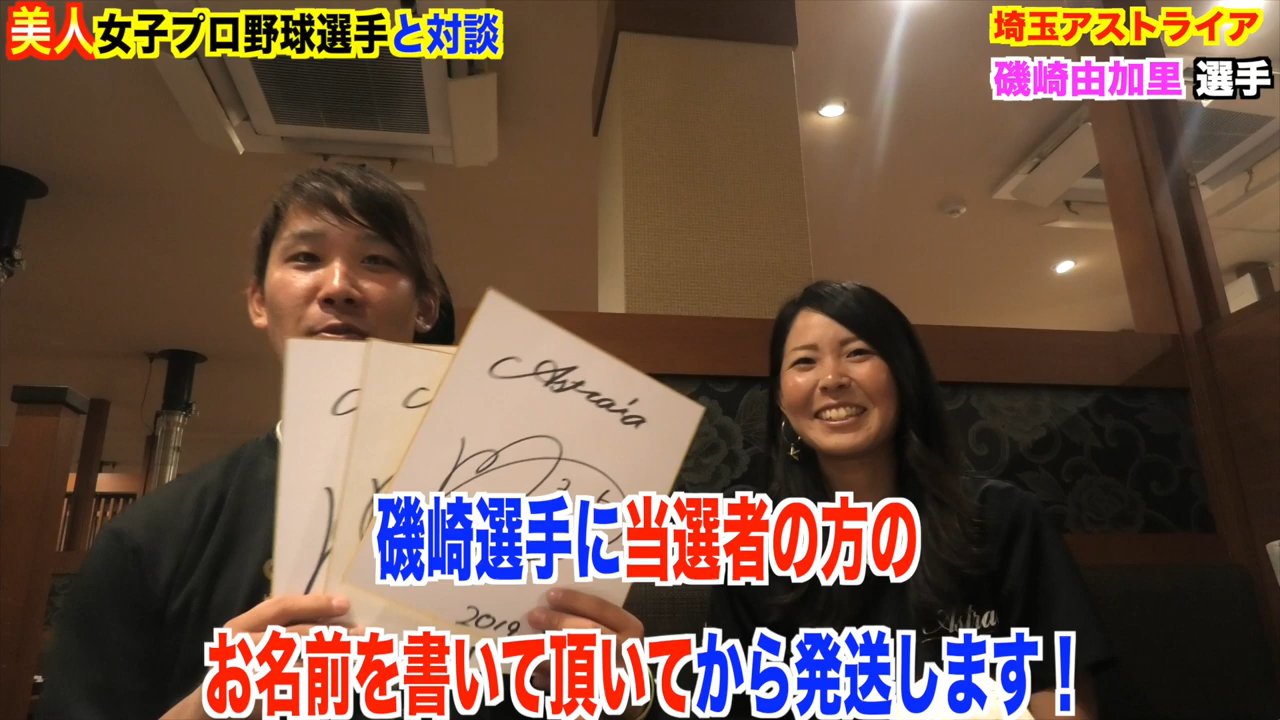 美人女子プロ野球選手と対談
埼玉アストライア
磯崎由加里 選手
Astraia
2019
Astra
磯崎選手に当選者の方の
お名前を書いて頂いてから発送します！